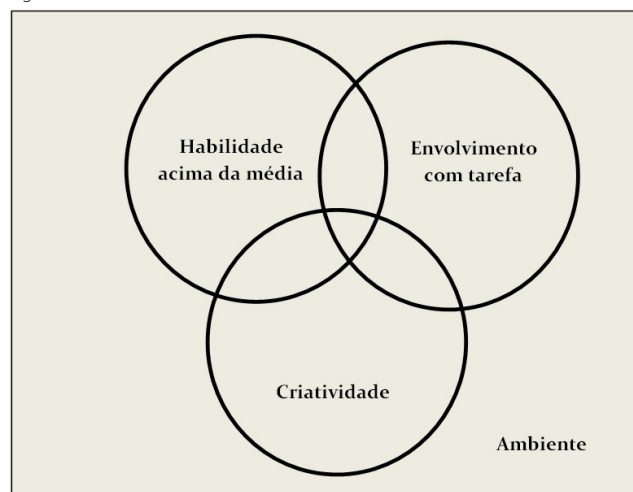 Habilidade
acima da média
Envolvimento
com tarefa
Criatividade
Ambiente